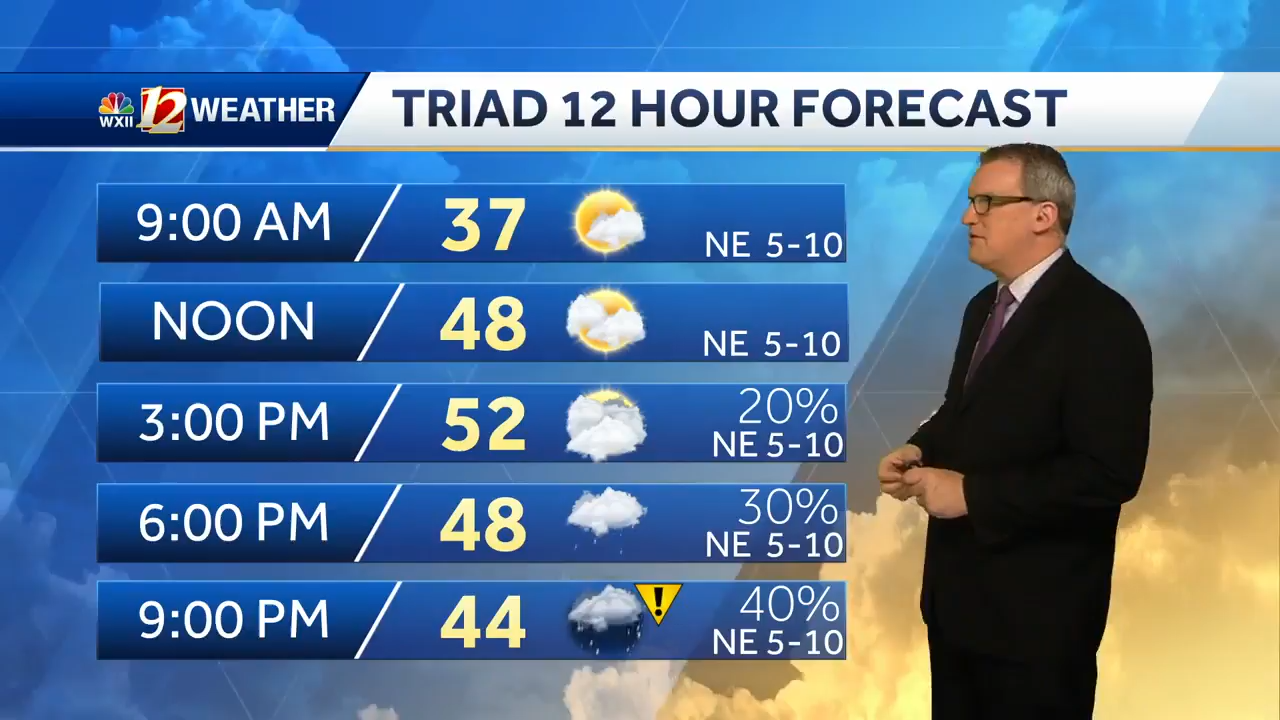 WXII 12 WEATHER
TRIAD 12 HOUR FORECAST
9:00 AM 37 NE 5-10
NOON 48 NE 5-10
3:00 PM 52 20%
NE 5-10
6:00 PM 48 30%
NE 5-10
9:00 PM 44 ! 40%
NE 5-10